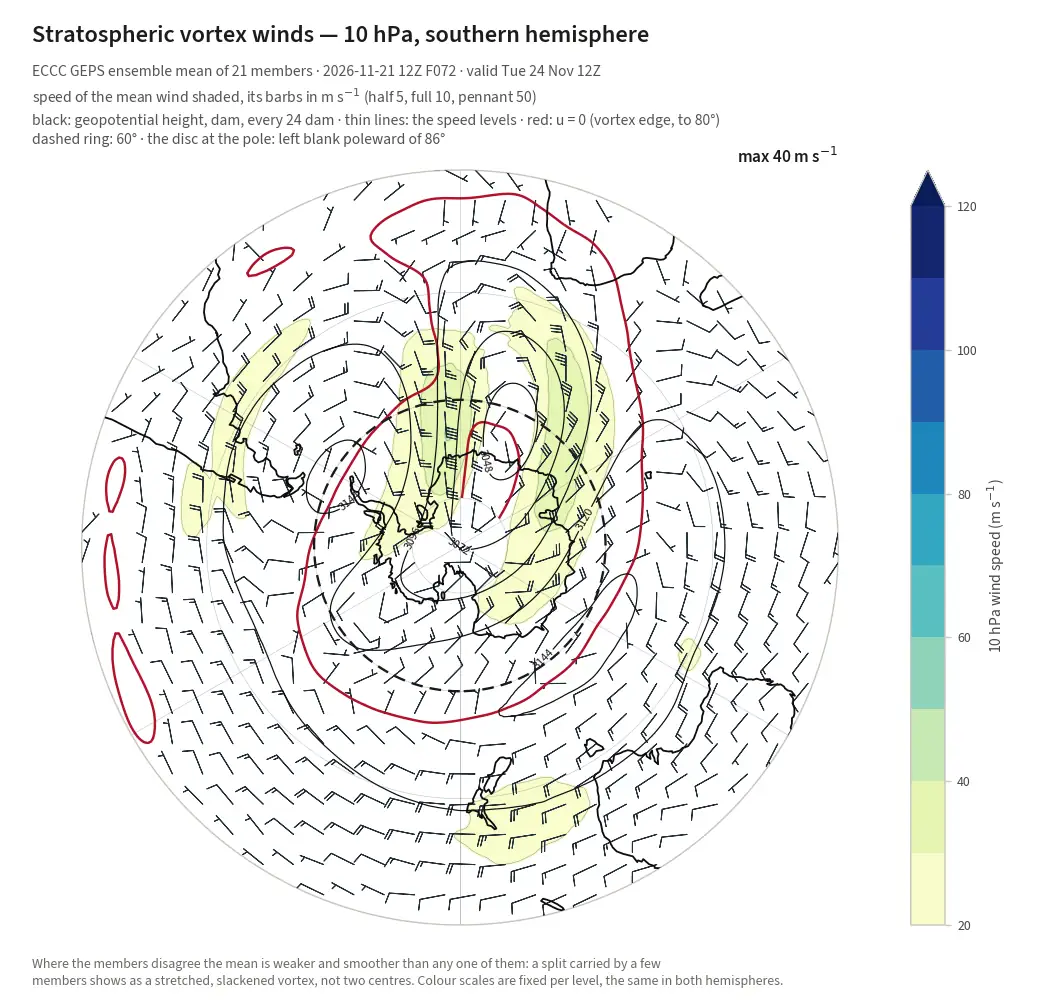 Stratospheric vortex winds — 10 hPa, southern hemisphere
ECCC GEPS ensemble mean of 21 members · 2026-11-21 12Z F072 · valid Tue 24 Nov 12Z
speed of the mean wind shaded, its barbs in m s⁻¹ (half 5, full 10, pennant 50)
black: geopotential height, dam, every 24 dam · thin lines: the speed levels · red: u = 0 (vortex edge, to 80°)
dashed ring: 60° · the disc at the pole: left blank poleward of 86°
max 40 m s⁻¹
120
100
80
60
40
20
10 hPa wind speed (m s⁻¹)
3048
3120
3072
3144
Where the members disagree the mean is weaker and smoother than any one of them: a split carried by a few
members shows as a stretched, slackened vortex, not two centres. Colour scales are fixed per level, the same in both hemispheres.